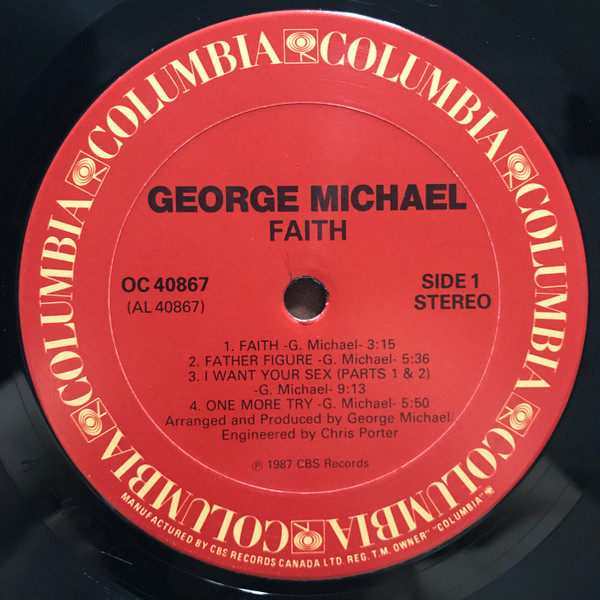 COLUMBIA COLUMBIA COLUMBIA COLUMBIA COLUMBIA COLUMBIA
GEORGE MICHAEL
FAITH
OC 40867
(AL 40867)
SIDE 1
STEREO
1. FAITH -G. Michael- 3:15
2. FATHER FIGURE -G. Michael- 5:36
3. I WANT YOUR SEX (PARTS 1 & 2)
-G. Michael- 9:13
4. ONE MORE TRY -G. Michael- 5:50
Arranged and Produced by George Michael/
Engineered by Chris Porter
℗ 1987 CBS Records
MANUFACTURED BY CBS RECORDS CANADA LTD. REG. T.M. OWNER "COLUMBIA"